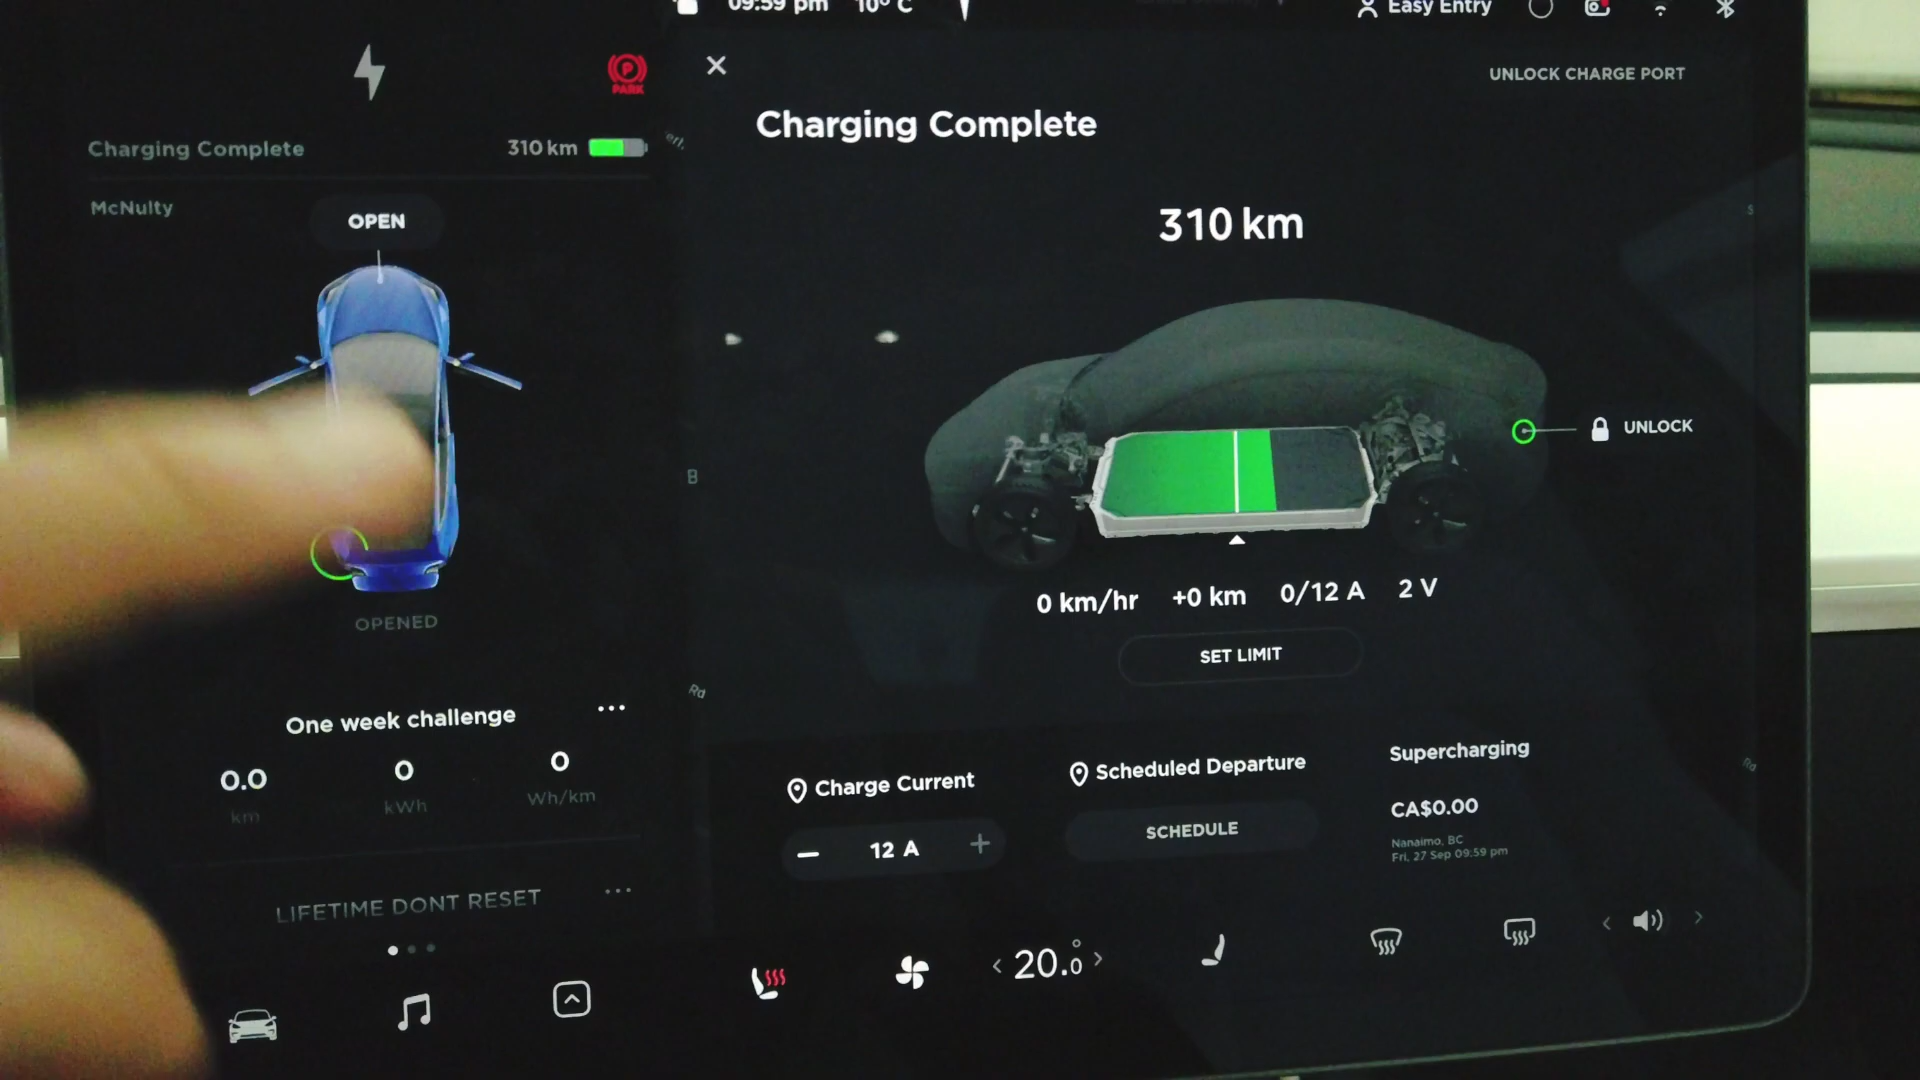 09:59 pm 10° C
Easy Entry
UNLOCK CHARGE PORT
P
PARK
Charging Complete
Charging Complete
310 km
McNulty
OPEN
310 km
UNLOCK
0 km/hr +0 km 0/12 A 2 V
OPENED
SET LIMIT
Rd
One week challenge
0.0 0 0
km kWh Wh/km
Charge Current
Scheduled Departure
Supercharging
Rd
12 A
SCHEDULE
CA$0.00
Nanaimo, BC
Fri, 27 Sep 09:59 pm
LIFETIME DONT RESET
20.0°